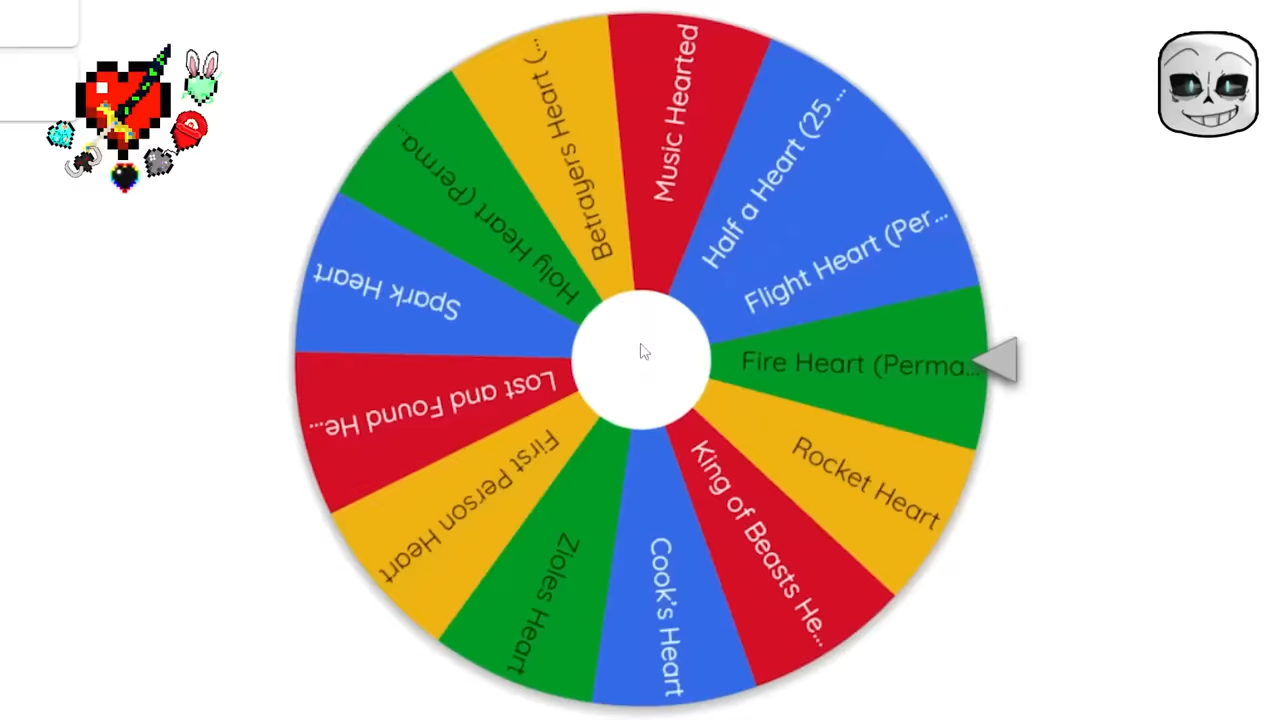 Music Hearted
Half a Heart (25 ...
Flight Heart (Per...
Fire Heart (Perma...
Rocket Heart
King of Beasts He...
Cook's Heart
Zioles Heart
First Person Heart
Lost and Found He...
Spark Heart
Holy Heart (Perma...
Betrayers Heart (...